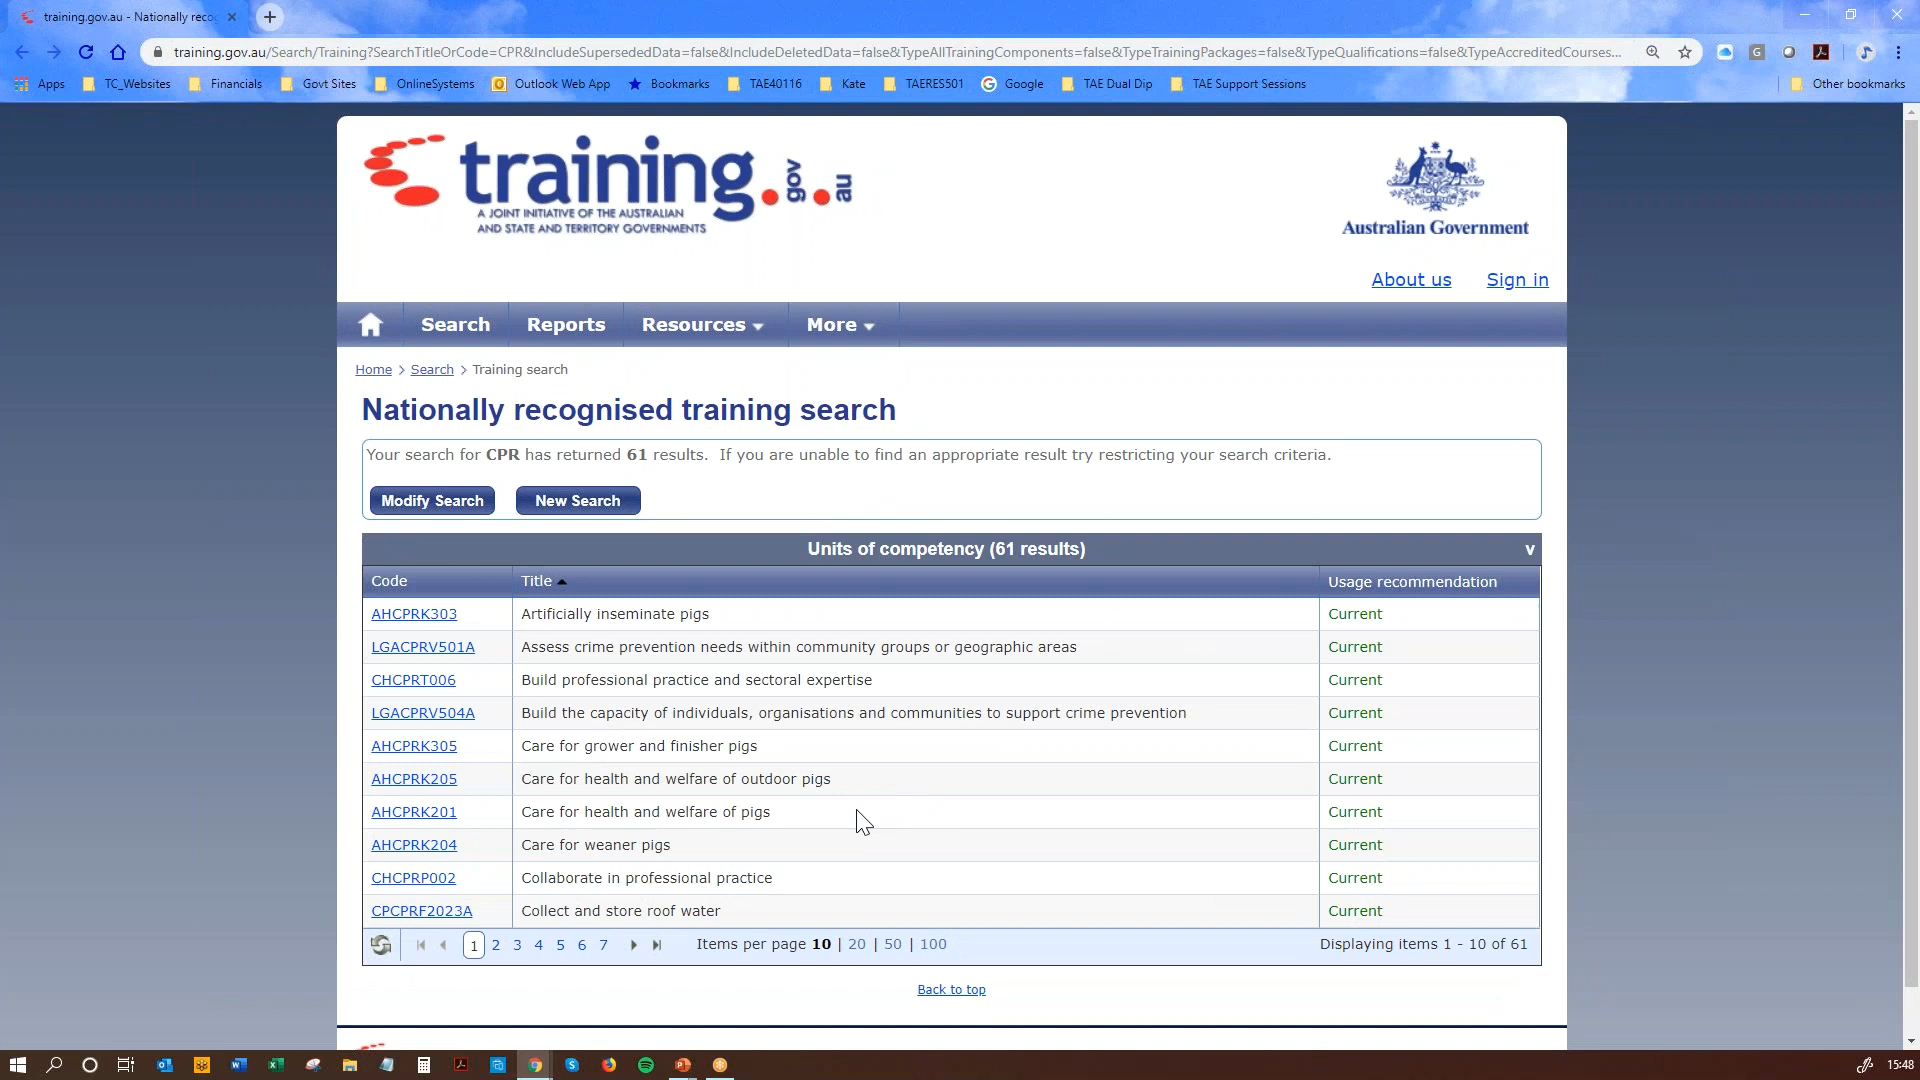 training.gov.au - Nationally reco
training.gov.au/Search/Training?SearchTitleOrCode=CPR&IncludeSupersededData=false&IncludeDeletedData=false&TypeAllTrainingComponents=false&TypeTrainingPackages=false&TypeQualifications=false&TypeAccreditedCourses...
Apps TC_Websites Financials Govt Sites OnlineSystems Outlook Web App Bookmarks TAE40116 Kate TAERES501 Google TAE Dual Dip TAE Support Sessions Other bookmarks
training.gov.au
A JOINT INITIATIVE OF THE AUSTRALIAN
AND STATE AND TERRITORY GOVERNMENTS
Australian Government
About us Sign in
Search Reports Resources More
Home > Search > Training search
Nationally recognised training search
Your search for CPR has returned 61 results. If you are unable to find an appropriate result try restricting your search criteria.
Modify Search New Search
Units of competency (61 results) v
Code Title Usage recommendation
AHCPRK303 Artificially inseminate pigs Current
LGACPRV501A Assess crime prevention needs within community groups or geographic areas Current
CHCPRT006 Build professional practice and sectoral expertise Current
LGACPRV504A Build the capacity of individuals, organisations and communities to support crime prevention Current
AHCPRK305 Care for grower and finisher pigs Current
AHCPRK205 Care for health and welfare of outdoor pigs Current
AHCPRK201 Care for health and welfare of pigs Current
AHCPRK204 Care for weaner pigs Current
CHCPRP002 Collaborate in professional practice Current
CPCPRF2023A Collect and store roof water Current
1 2 3 4 5 6 7 Items per page 10 | 20 | 50 | 100 Displaying items 1 - 10 of 61
Back to top
15:48